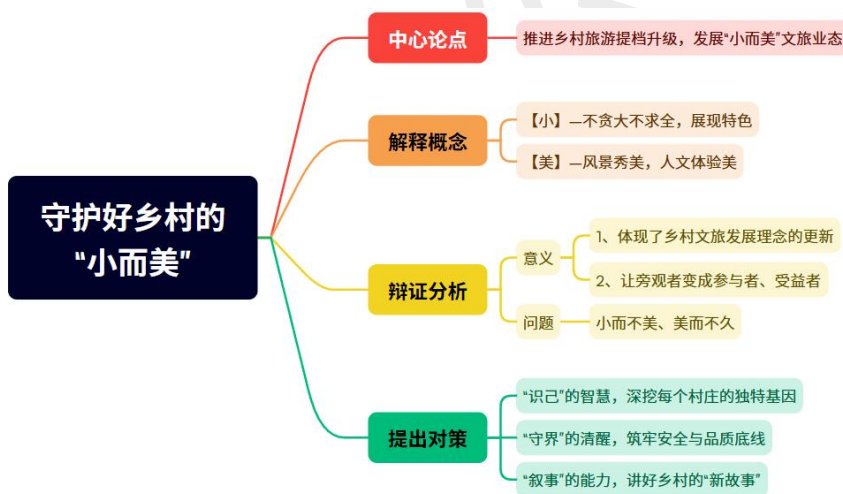 守护好乡村的
“小而美”
中心论点
推进乡村旅游提档升级，发展“小而美”文旅业态
解释概念
【小】—不贪大不求全，展现特色
【美】—风景秀美，人文体验美
辩证分析
意义
1、体现了乡村文旅发展理念的更新
2、让旁观者变成参与者、受益者
问题
小而不美、美而不久
提出对策
“识己”的智慧，深挖每个村庄的独特基因
“守界”的清醒，筑牢安全与品质底线
“叙事”的能力，讲好乡村的“新故事”